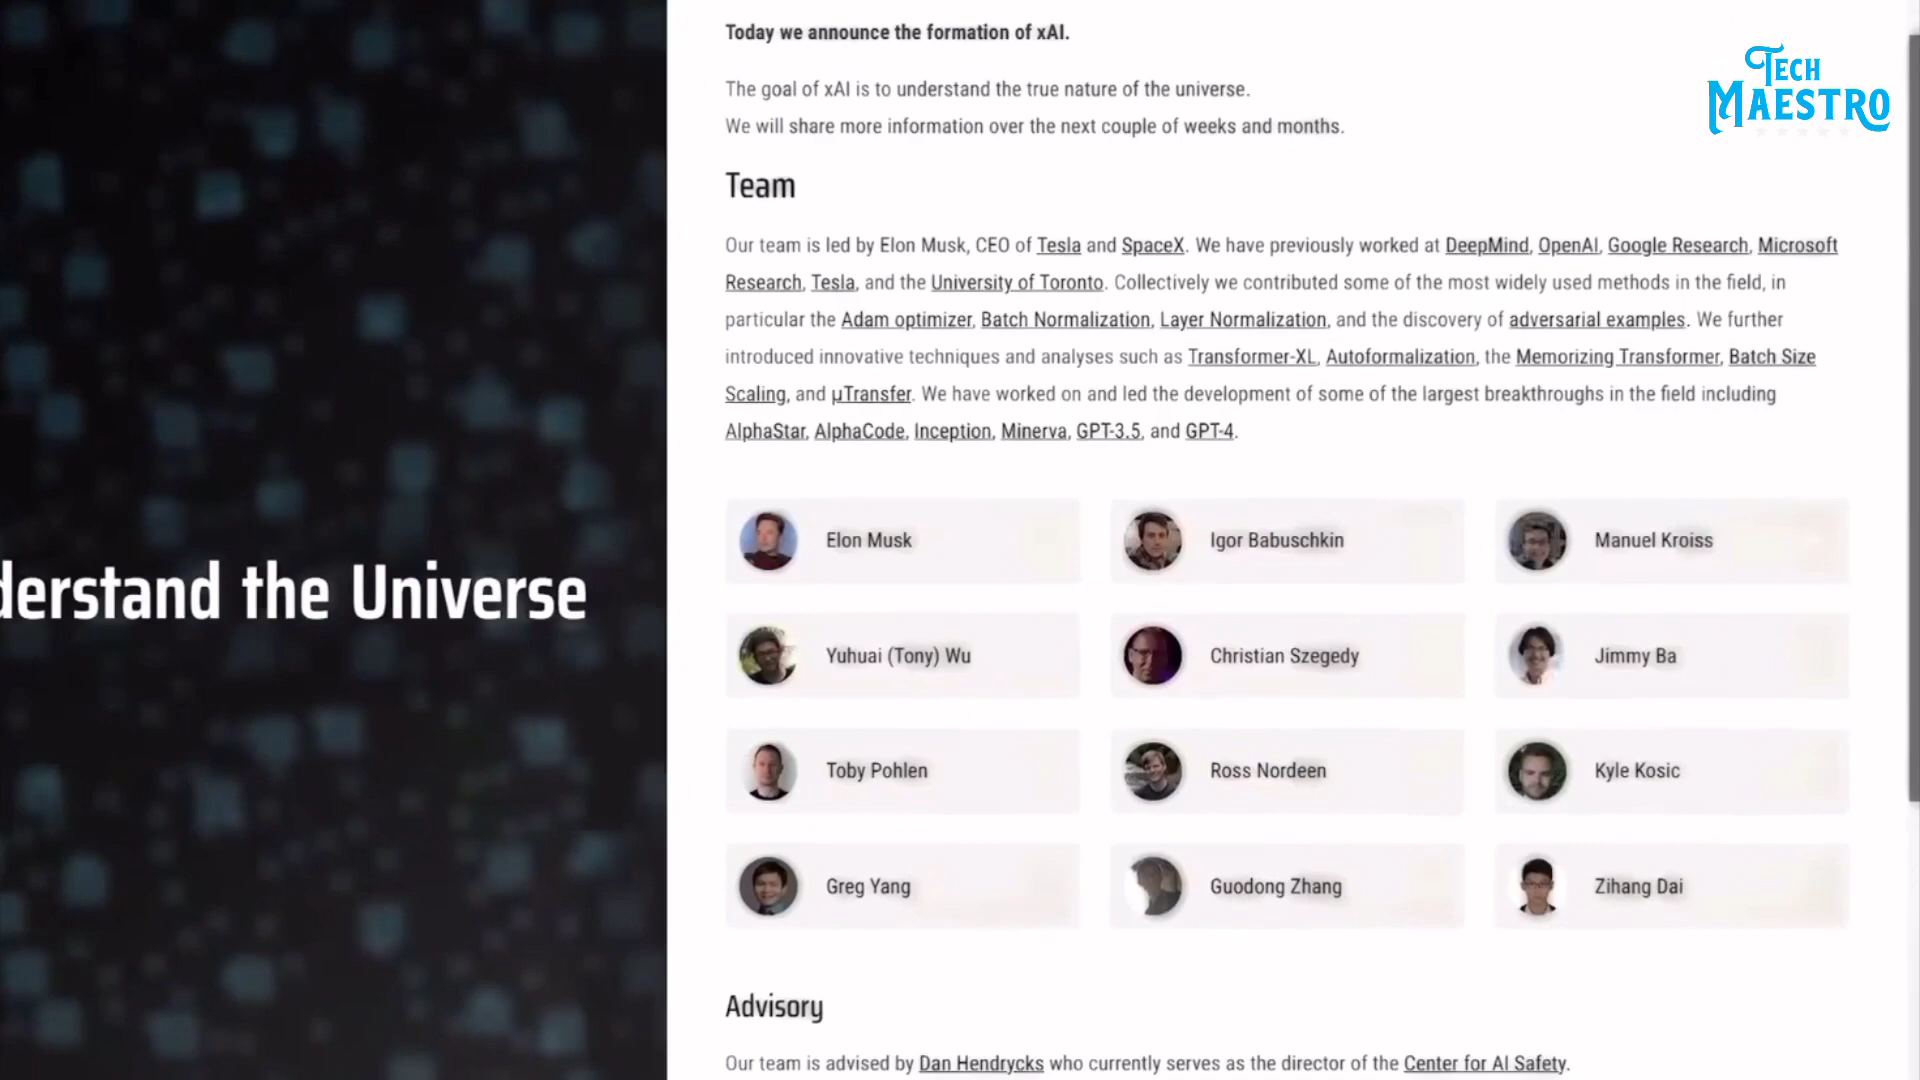 Today we announce the formation of xAI.
The goal of xAI is to understand the true nature of the universe.
We will share more information over the next couple of weeks and months.
TECH
MAESTRO
Team
Our team is led by Elon Musk, CEO of Tesla and SpaceX. We have previously worked at DeepMind, OpenAI, Google Research, Microsoft
Research, Tesla, and the University of Toronto. Collectively we contributed some of the most widely used methods in the field, in
particular the Adam optimizer, Batch Normalization, Layer Normalization, and the discovery of adversarial examples. We further
introduced innovative techniques and analyses such as Transformer-XL, Autoformalization, the Memorizing Transformer, Batch Size
Scaling, and μTransfer. We have worked on and led the development of some of the largest breakthroughs in the field including
AlphaStar, AlphaCode, Inception, Minerva, GPT-3.5, and GPT-4.
derstand the Universe
Elon Musk
Igor Babuschkin
Manuel Kroiss
Yuhuai (Tony) Wu
Christian Szegedy
Jimmy Ba
Toby Pohlen
Ross Nordeen
Kyle Kosic
Greg Yang
Guodong Zhang
Zihang Dai
Advisory
Our team is advised by Dan Hendrycks who currently serves as the director of the Center for AI Safety.